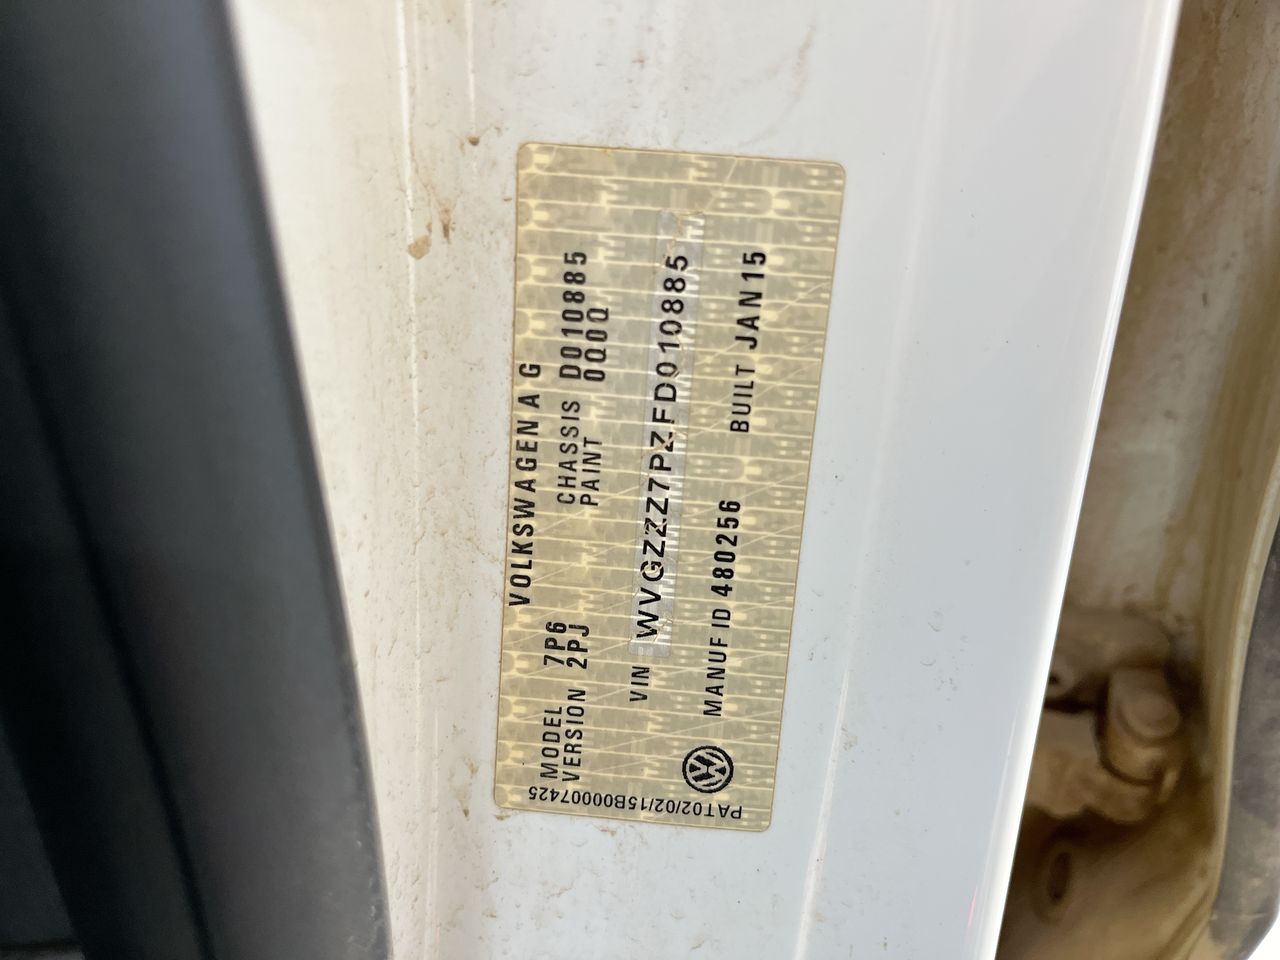 VOLKSWAGEN AG
MODEL 7P6 CHASSIS D010885
VERSION 2PJ PAINT 0Q0Q
VIN WVGZZZ7PZFD010885
MANUF ID 480256 BUILT JAN15
PAT02/02/15B00007425